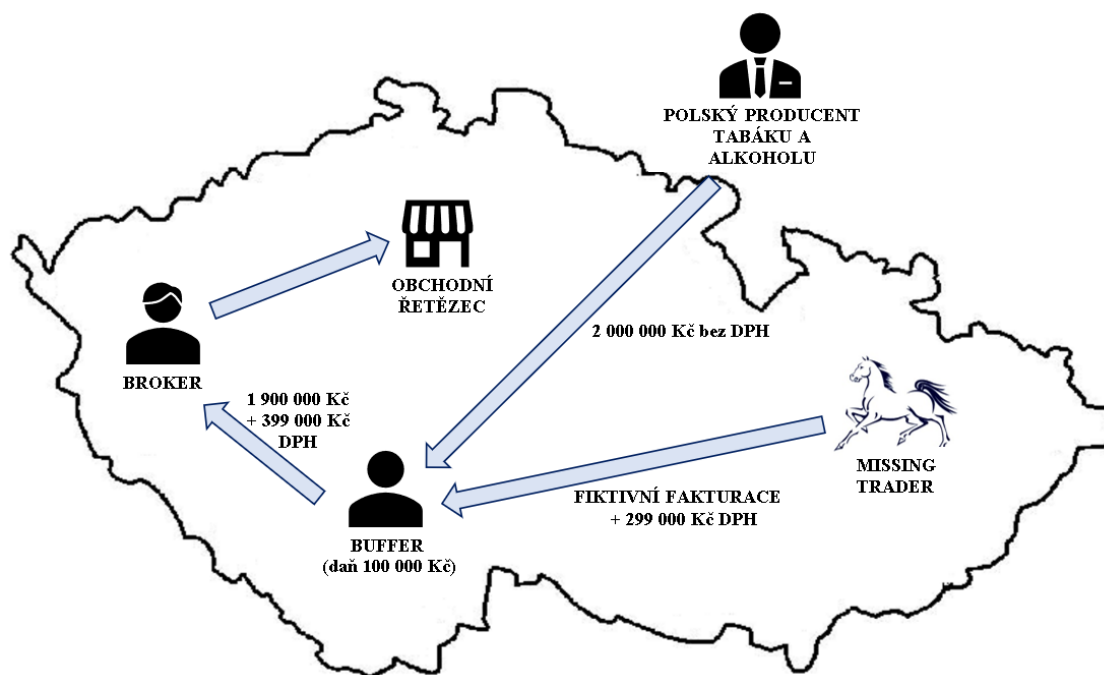 POLSKÝ PRODUCENT
TABÁKU A
ALKOHOLU
OBCHODNÍ
ŘETĚZEC
2 000 000 Kč bez DPH
BROKER
1 900 000 Kč
+ 399 000 Kč
DPH
MISSING
TRADER
FIKTIVNÍ FAKTURACE
+ 299 000 Kč DPH
BUFFER
(daň 100 000 Kč)